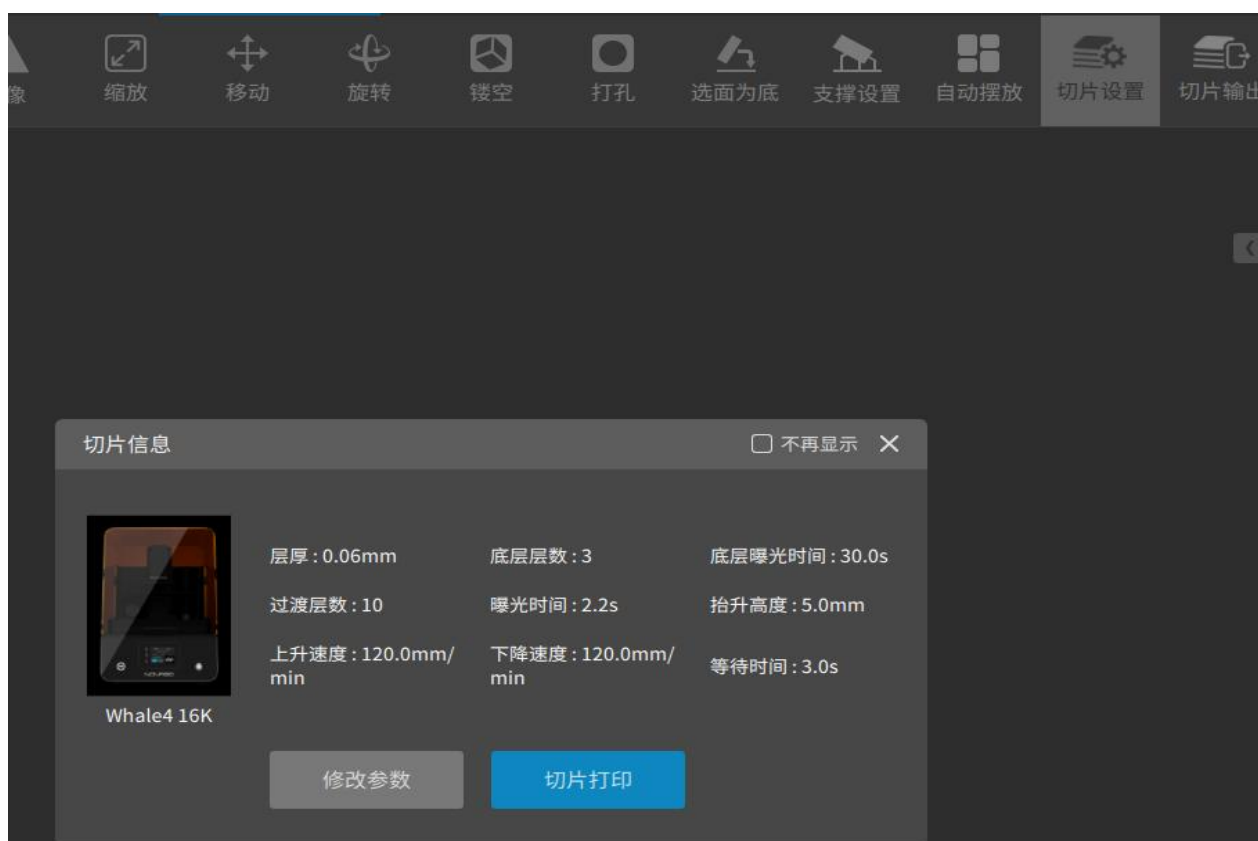 像
缩放
移动
旋转
镂空
打孔
选面为底
支撑设置
自动摆放
切片设置
切片输出
切片信息
不再显示
层厚 : 0.06mm
底层层数 : 3
底层曝光时间 : 30.0s
过渡层数 : 10
曝光时间 : 2.2s
抬升高度 : 5.0mm
上升速度 : 120.0mm/
min
下降速度 : 120.0mm/
min
等待时间 : 3.0s
Whale4 16K
修改参数
切片打印